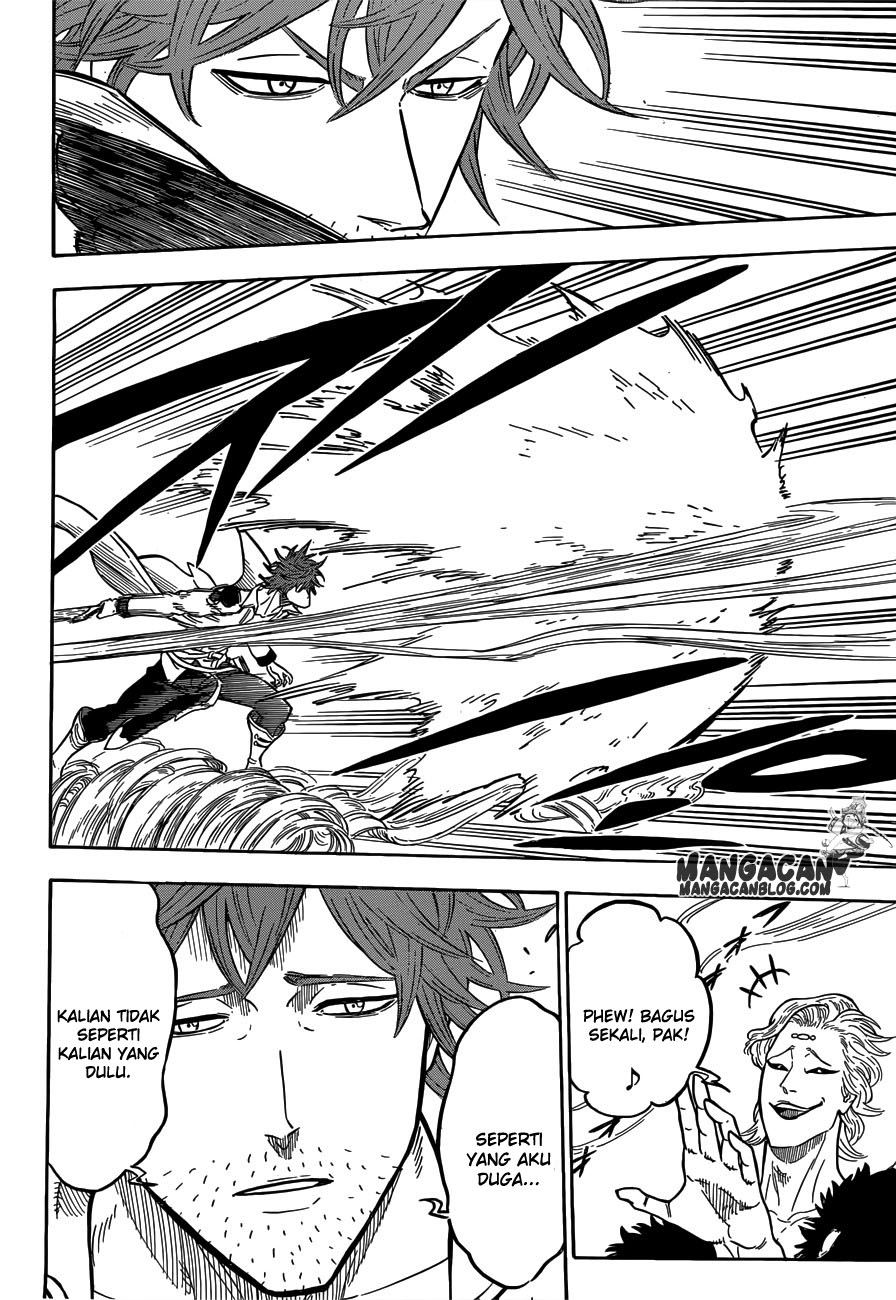 MANGACAN
MANGACANBLOG.COM
PHEW! BAGUS
SEKALI, PAK!
SEPERTI
YANG AKU
DUGA...
KALIAN TIDAK
SEPERTI
KALIAN YANG
DULU.